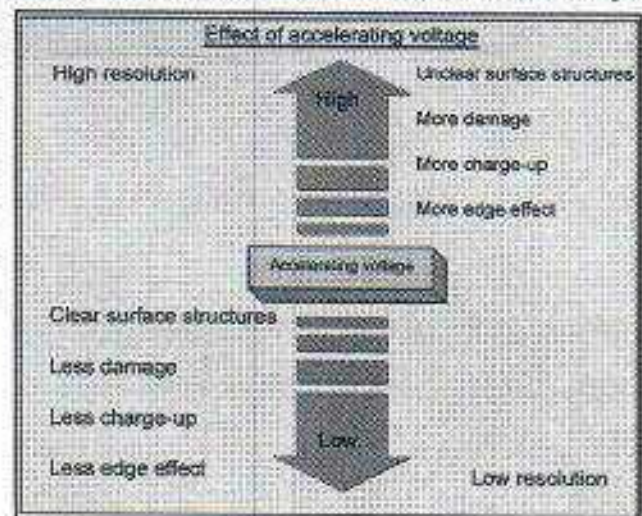 Effect of accelerating voltage
High resolution
High
Unclear surface structures
More damage
More charge-up
More edge effect
Accelerating voltage
Clear surface structures
Less damage
Less charge-up
Less edge effect
Low
Low resolution